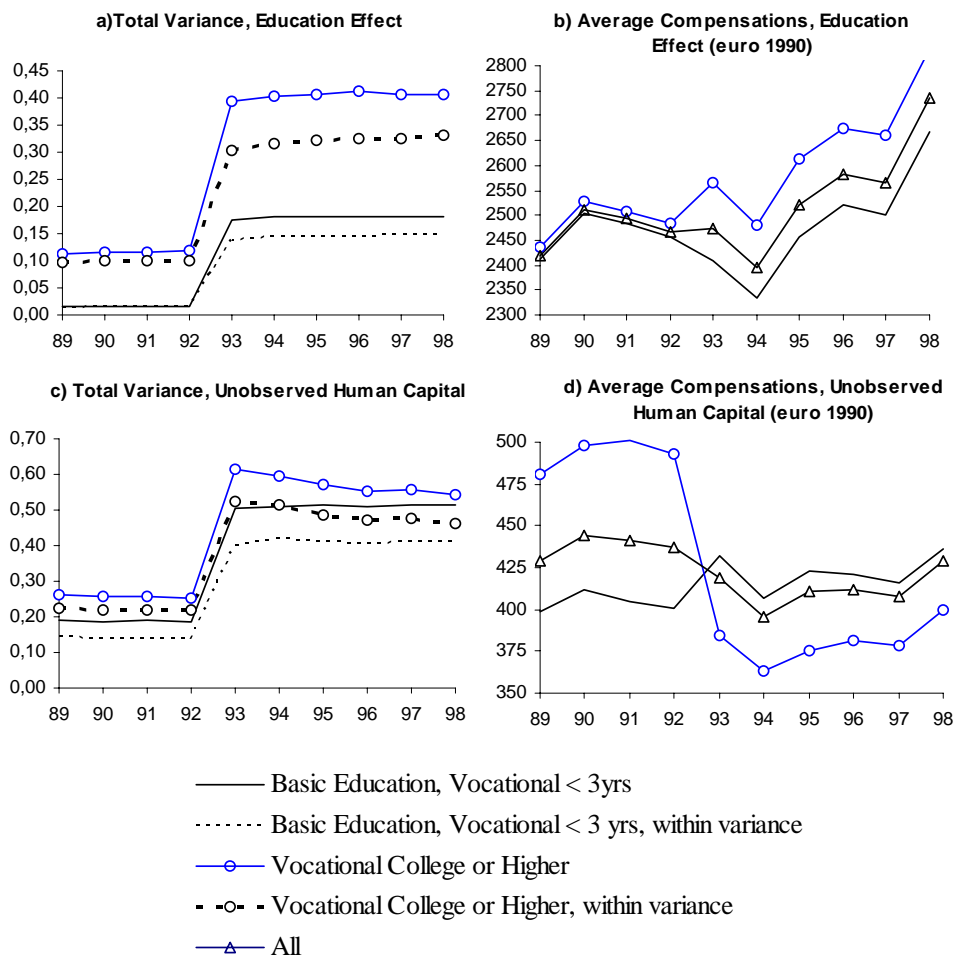 a)Total Variance, Education Effect
0,45
0,40
0,35
0,30
0,25
0,20
0,15
0,10
0,05
0,00
89 90 91 92 93 94 95 96 97 98
b) Average Compensations, Education
Effect (euro 1990)
2800
2750
2700
2650
2600
2550
2500
2450
2400
2350
2300
89 90 91 92 93 94 95 96 97 98
c) Total Variance, Unobserved Human Capital
0,70
0,60
0,50
0,40
0,30
0,20
0,10
0,00
89 90 91 92 93 94 95 96 97 98
d) Average Compensations, Unobserved
Human Capital (euro 1990)
500
475
450
425
400
375
350
89 90 91 92 93 94 95 96 97 98
Basic Education, Vocational < 3yrs
Basic Education, Vocational < 3 yrs, within variance
Vocational College or Higher
Vocational College or Higher, within variance
All